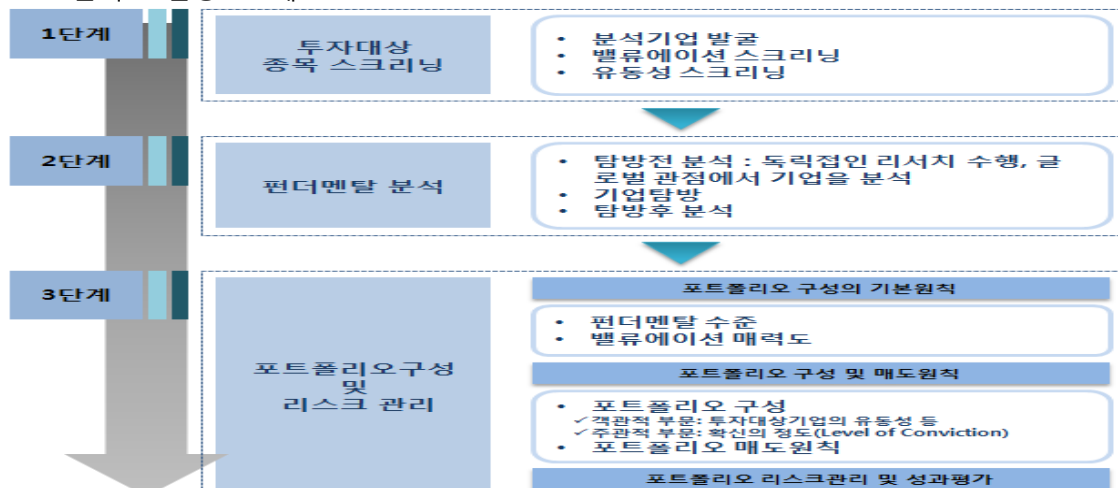 1단계
투자대상
종목 스크리닝
• 분석기업 발굴
• 밸류에이션 스크리닝
• 유동성 스크리닝
2단계
펀더멘탈 분석
• 탐방전 분석 : 독립접인 리서치 수행, 글
로벌 관점에서 기업을 분석
• 기업탐방
• 탐방후 분석
3단계
포트폴리오구성
및
리스크 관리
포트폴리오 구성의 기본원칙
• 펀더멘탈 수준
• 밸류에이션 매력도
포트폴리오 구성 및 매도원칙
• 포트폴리오 구성
✓객관적 부문: 투자대상기업의 유동성 등
✓주관적 부문: 확신의 정도(Level of Conviction)
• 포트폴리오 매도원칙
포트폴리오 리스크관리 및 성과평가